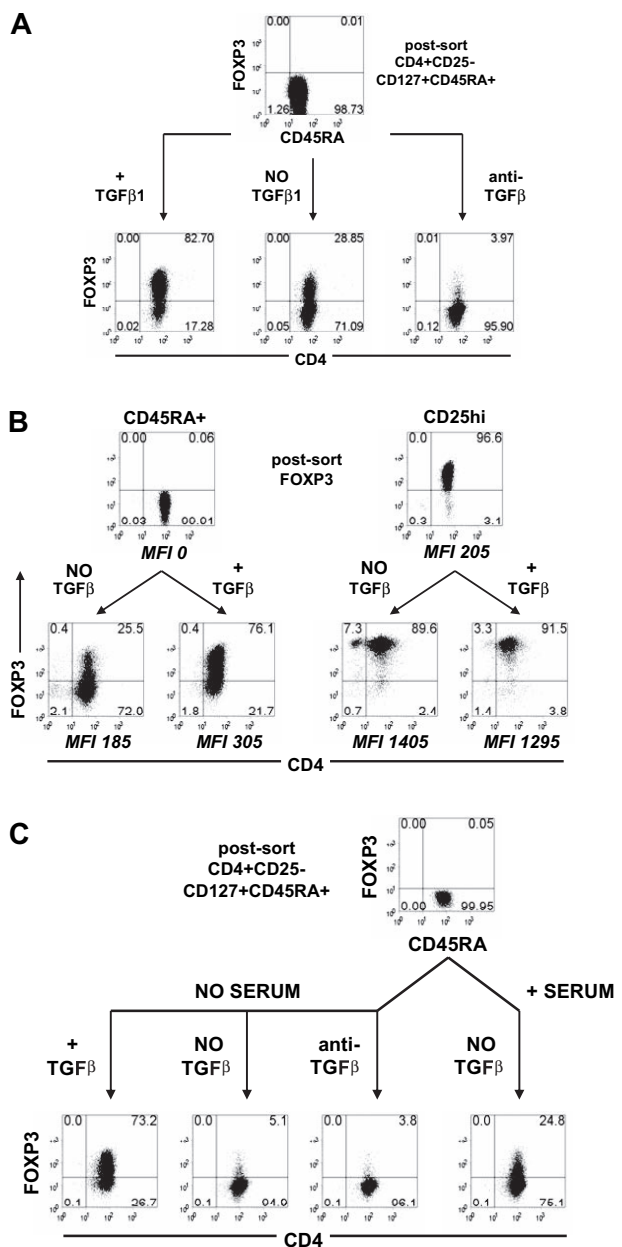 A
FOXP3
0.00 0.01
1.26 98.73
CD45RA
post-sort
CD4+CD25-
CD127+CD45RA+
+
TGFβ1
NO
TGFβ1
anti-
TGFβ
FOXP3
0.00 82.70
0.02 17.28
0.00 28.85
0.05 71.09
0.01 3.97
0.12 95.90
CD4
B
CD45RA+
0.00 0.06
0.03
MFI 0
post-sort
FOXP3
CD25hi
0.0 96.6
0.3 3.1
MFI 205
NO
TGFβ
+
TGFβ
NO
TGFβ
+
TGFβ
FOXP3
0.4 25.5
2.1 72.0
MFI 185
0.4 76.1
1.8 21.7
MFI 305
7.3 89.6
0.7 2.4
MFI 1405
3.3 91.5
1.4 3.8
MFI 1295
CD4
C
post-sort
CD4+CD25-
CD127+CD45RA+
FOXP3
0.00 0.05
0.00 99.95
CD45RA
NO SERUM
+ SERUM
+
TGFβ
NO
TGFβ
anti-
TGFβ
NO
TGFβ
FOXP3
0.0 73.2
0.1 26.7
0.0 5.1
0.1
0.0 3.8
0.1
0.0 24.8
0.1 75.1
CD4